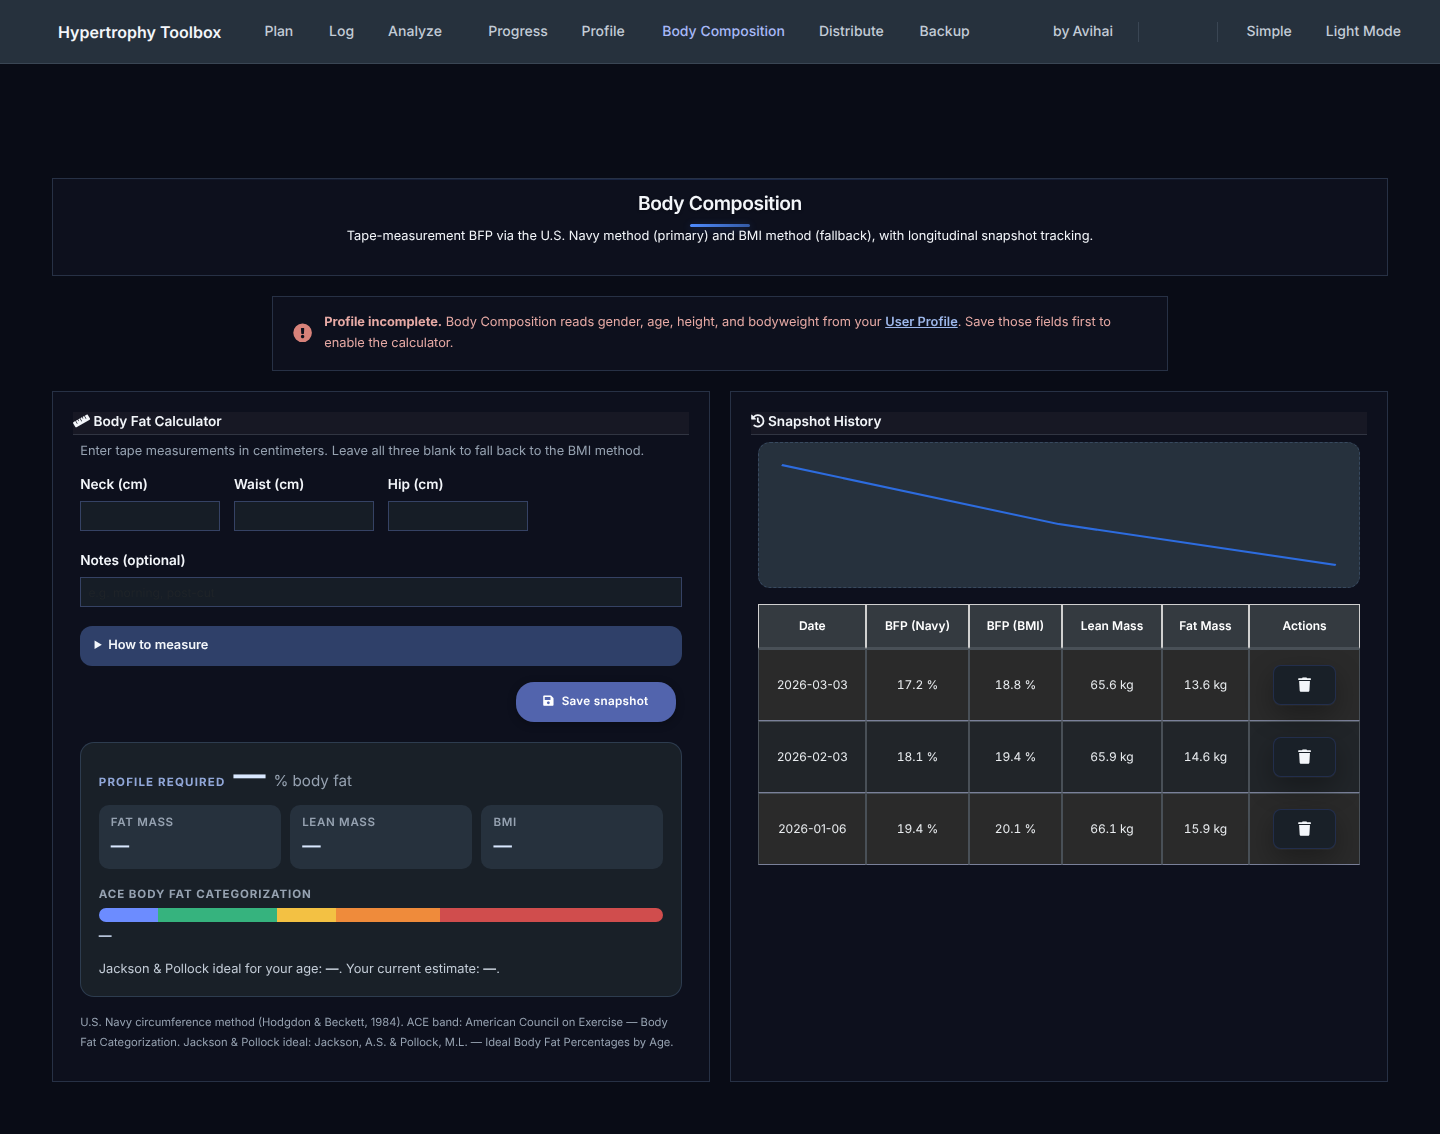 Hypertrophy Toolbox Plan Log Analyze Progress Profile Body Composition Distribute Backup by Avihai Simple Light Mode
Body Composition
Tape-measurement BFP via the U.S. Navy method (primary) and BMI method (fallback), with longitudinal snapshot tracking.
Profile incomplete. Body Composition reads gender, age, height, and bodyweight from your User Profile. Save those fields first to
enable the calculator.
Body Fat Calculator
Enter tape measurements in centimeters. Leave all three blank to fall back to the BMI method.
Neck (cm) Waist (cm) Hip (cm)
Notes (optional)
How to measure
Save snapshot
PROFILE REQUIRED — % body fat
FAT MASS LEAN MASS BMI
— — —
ACE BODY FAT CATEGORIZATION
—
Jackson & Pollock ideal for your age: —. Your current estimate: —.
U.S. Navy circumference method (Hodgdon & Beckett, 1984). ACE band: American Council on Exercise — Body
Fat Categorization. Jackson & Pollock ideal: Jackson, A.S. & Pollock, M.L. — Ideal Body Fat Percentages by Age.
Snapshot History
Date BFP (Navy) BFP (BMI) Lean Mass Fat Mass Actions
2026-03-03 17.2 % 18.8 % 65.6 kg 13.6 kg
2026-02-03 18.1 % 19.4 % 65.9 kg 14.6 kg
2026-01-06 19.4 % 20.1 % 66.1 kg 15.9 kg